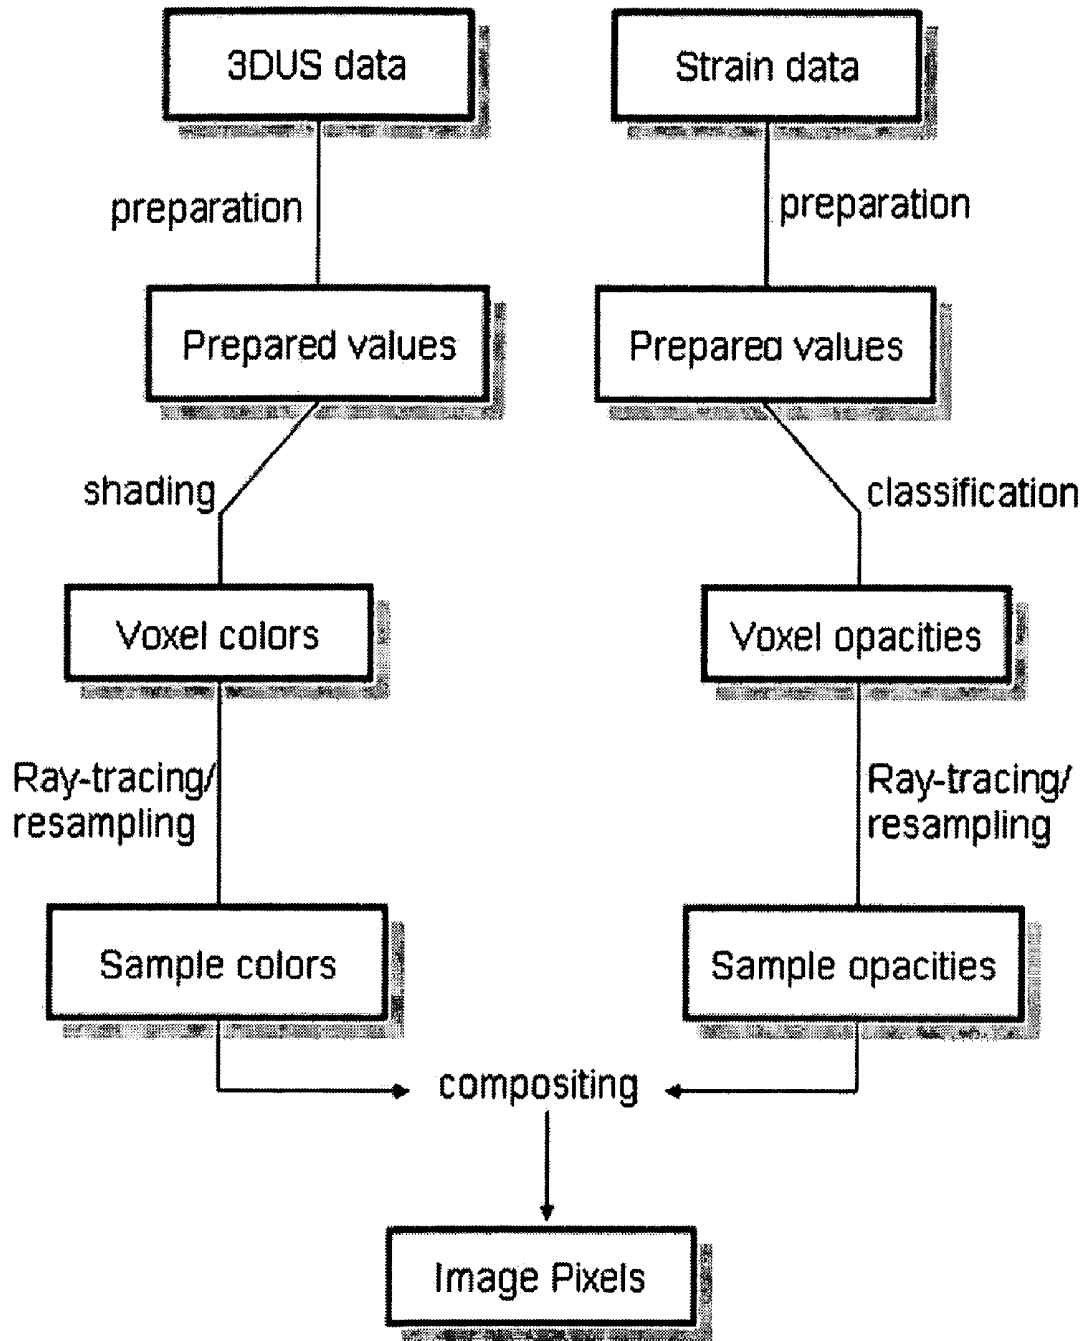 3DUS data
Strain data
preparation
preparation
Prepared values
Prepared values
shading
classification
Voxel colors
Voxel opacities
Ray-tracing/
resampling
Ray-tracing/
resampling
Sample colors
Sample opacities
compositing
Image Pixels